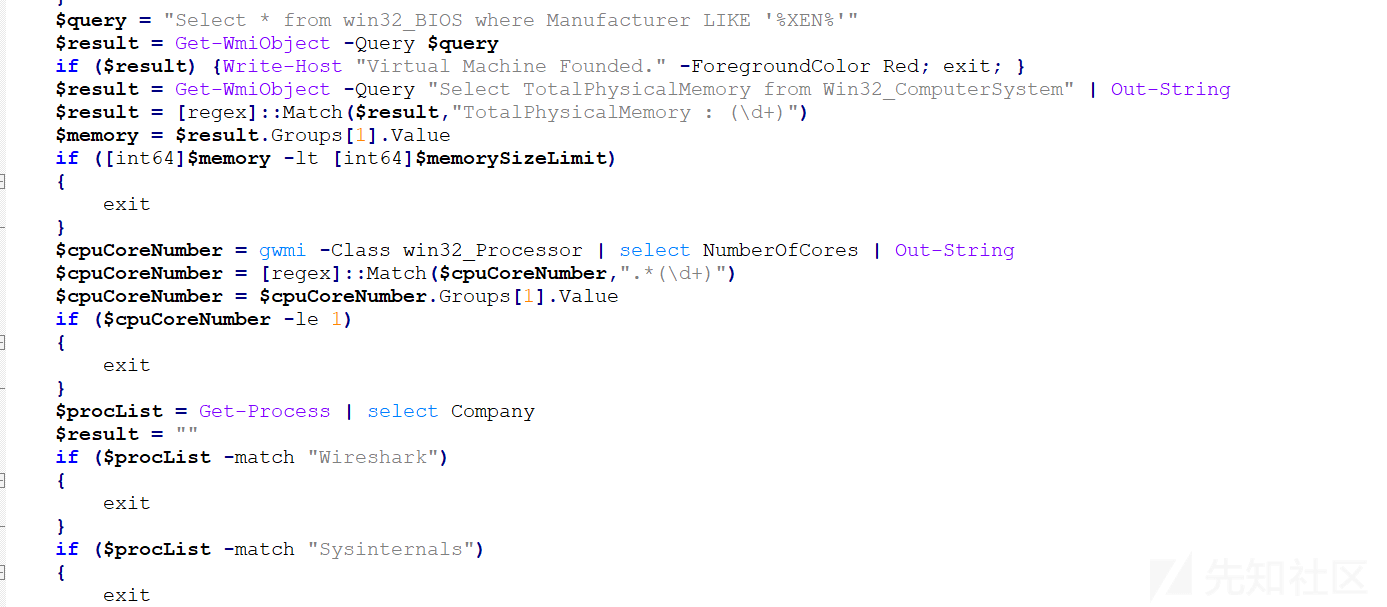 }
$query = "Select * from win32_BIOS where Manufacturer LIKE '%XEN%'"
$result = Get-WmiObject -Query $query
if ($result) {Write-Host "Virtual Machine Founded." -ForegroundColor Red; exit; }
$result = Get-WmiObject -Query "Select TotalPhysicalMemory from Win32_ComputerSystem" | Out-String
$result = [regex]::Match($result,"TotalPhysicalMemory : (\d+)")
$memory = $result.Groups[1].Value
if ([int64]$memory -lt [int64]$memorySizeLimit)
{
    exit
}
$cpuCoreNumber = gwmi -Class win32_Processor | select NumberOfCores | Out-String
$cpuCoreNumber = [regex]::Match($cpuCoreNumber,".*(\d+)")
$cpuCoreNumber = $cpuCoreNumber.Groups[1].Value
if ($cpuCoreNumber -le 1)
{
    exit
}
$procList = Get-Process | select Company
$result = ""
if ($procList -match "Wireshark")
{
    exit
}
if ($procList -match "Sysinternals")
{
    exit
先知社区